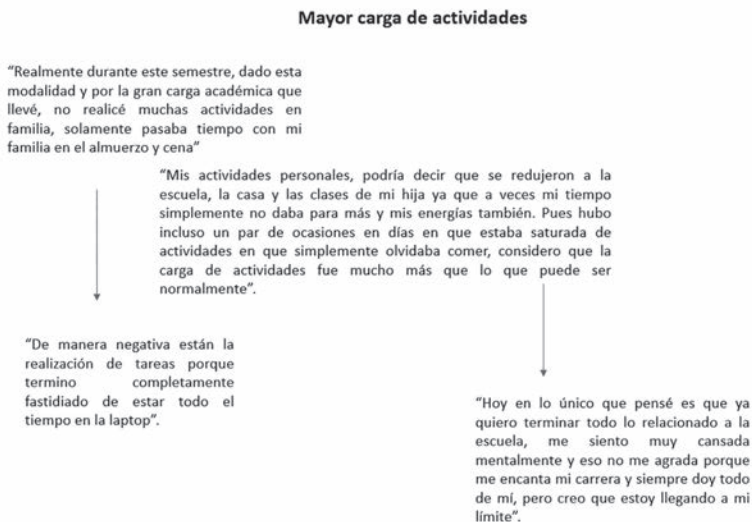 Mayor carga de actividades
“Realmente durante este semestre, dado esta
modalidad y por la gran carga académica que
llevé, no realicé muchas actividades en
familia, solamente pasaba tiempo con mi
familia en el almuerzo y cena”
“Mis actividades personales, podría decir que se redujeron a la
escuela, la casa y las clases de mi hija ya que a veces mi tiempo
simplemente no daba para más y mis energías también. Pues hubo
incluso un par de ocasiones en días en que estaba saturada de
actividades en que simplemente olvidaba comer, considero que la
carga de actividades fue mucho más que lo que puede ser
normalmente”.
“De manera negativa están la
realización de tareas porque
termino completamente
fastidiado de estar todo el
tiempo en la laptop”.
“Hoy en lo único que pensé es que ya
quiero terminar todo lo relacionado a la
escuela, me siento muy cansada
mentalmente y eso no me agrada porque
me encanta mi carrera y siempre doy todo
de mí, pero creo que estoy llegando a mi
límite”.